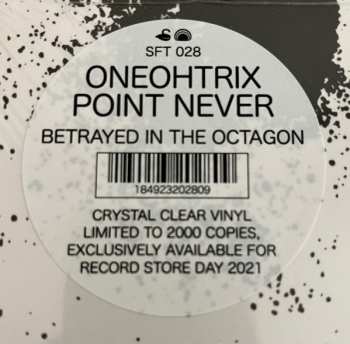 SFT 028
ONEOHTRIX
POINT NEVER
BETRAYED IN THE OCTAGON
184923202809
CRYSTAL CLEAR VINYL
LIMITED TO 2000 COPIES,
EXCLUSIVELY AVAILABLE FOR
RECORD STORE DAY 2021